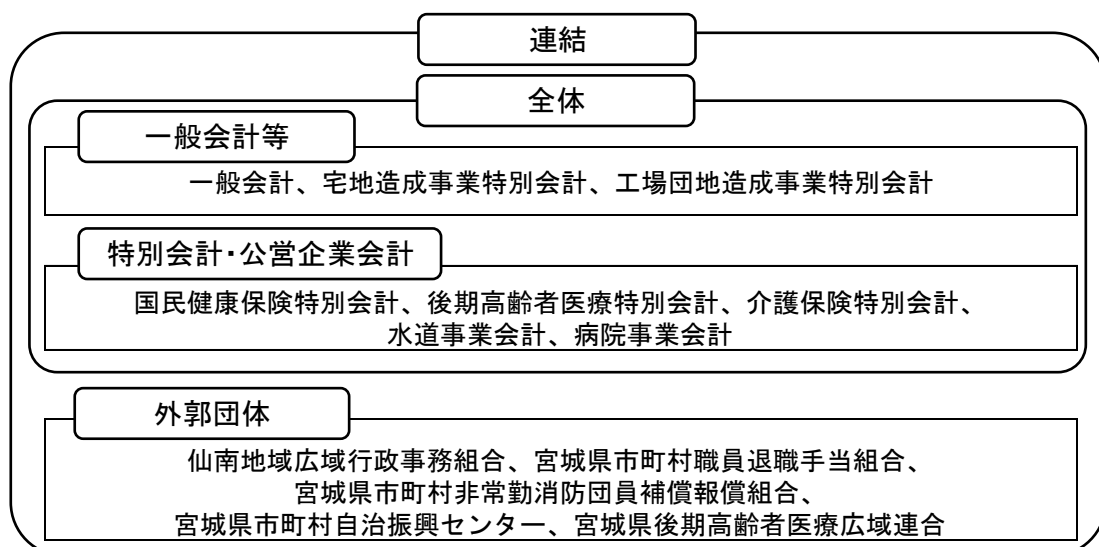 連結
全体
一般会計等
一般会計、宅地造成事業特別会計、工場団地造成事業特別会計
特別会計・公営企業会計
国民健康保険特別会計、後期高齢者医療特別会計、介護保険特別会計、
水道事業会計、病院事業会計
外郭団体
仙南地域広域行政事務組合、宮城県市町村職員退職手当組合、
宮城県市町村非常勤消防団員補償報償組合、
宮城県市町村自治振興センター、宮城県後期高齢者医療広域連合